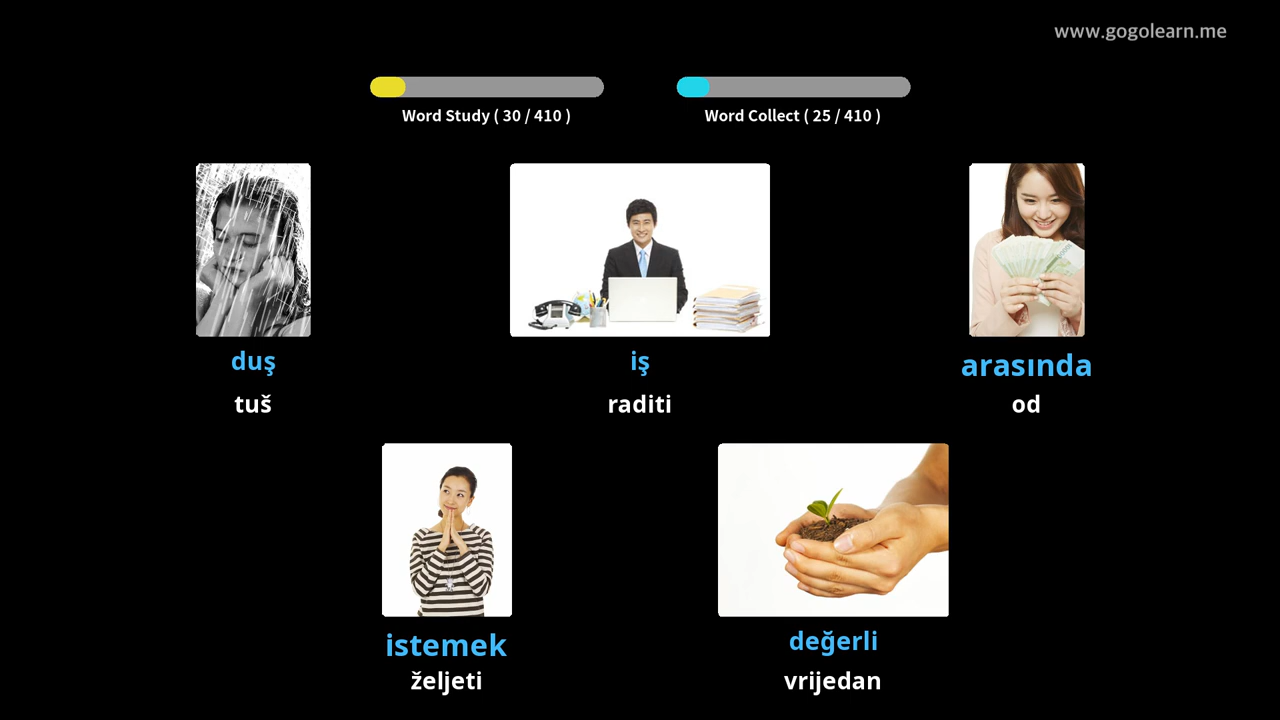 www.gogolearn.me
Word Study ( 30 / 410 )
Word Collect ( 25 / 410 )
duş
tuš
iş
raditi
arasında
od
istemek
željeti
değerli
vrijedan